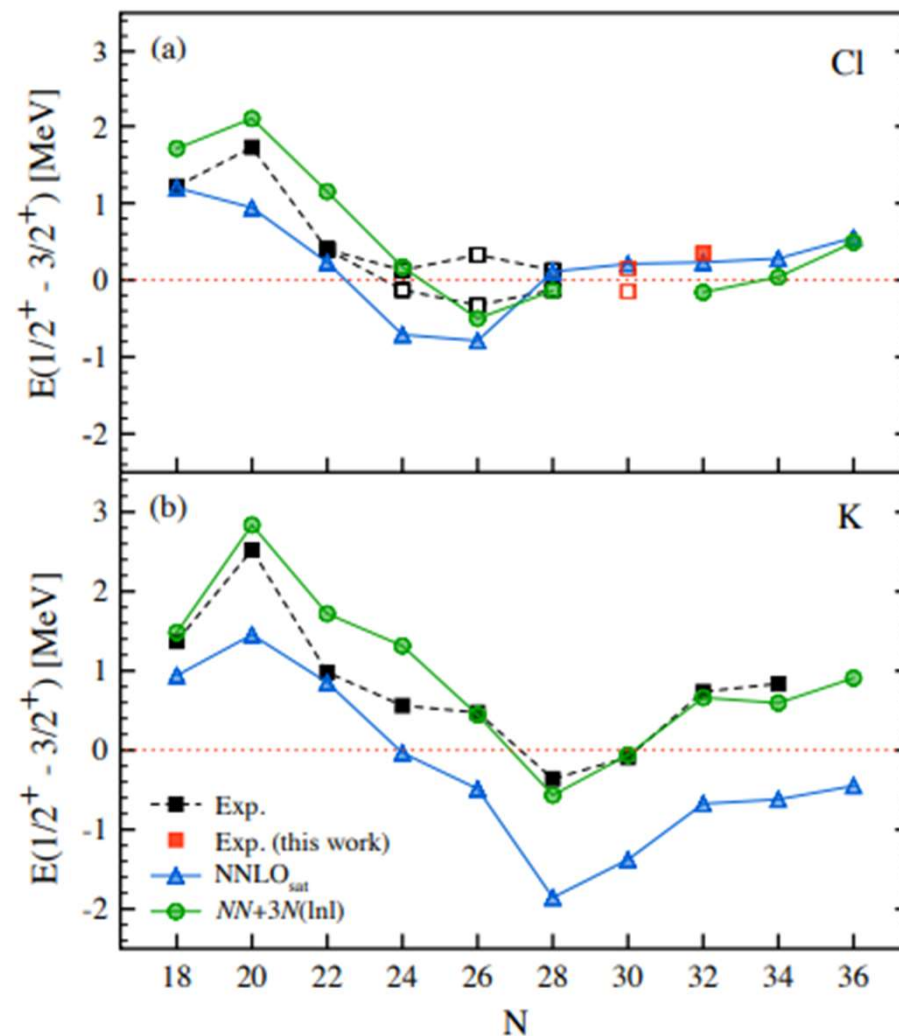 (a)
Cl
3
2
1
0
-1
-2
E(1/2⁺ - 3/2⁺) [MeV]
(b)
K
3
2
1
0
-1
-2
E(1/2⁺ - 3/2⁺) [MeV]
Exp.
Exp. (this work)
NNLOsat
NN+3N(lnl)
18 20 22 24 26 28 30 32 34 36
N